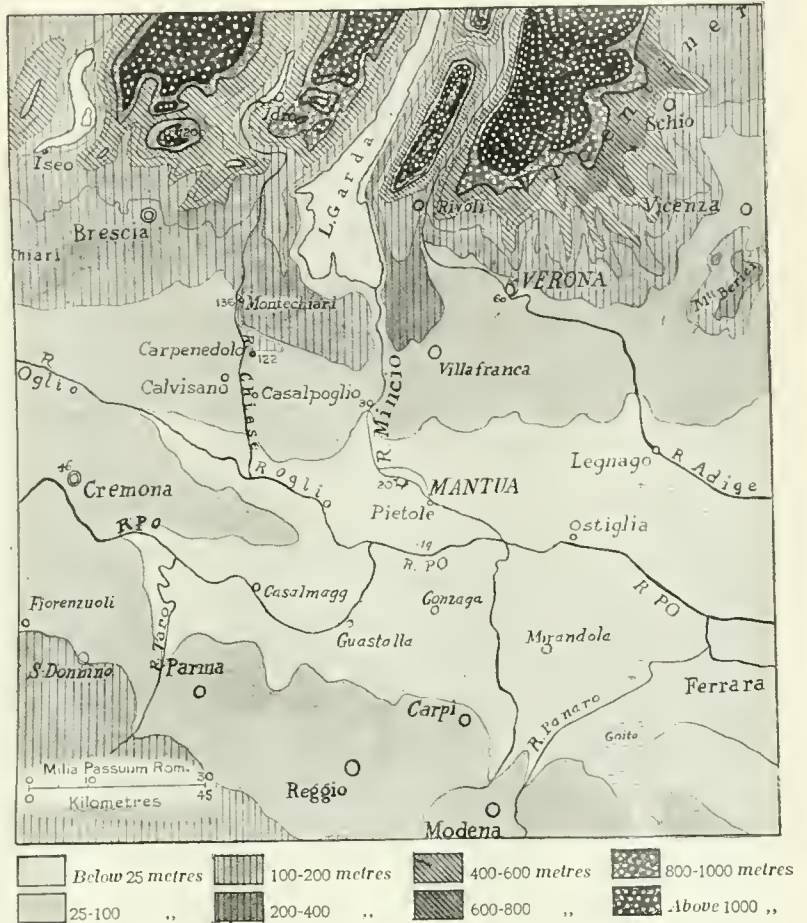 Idro
Schio
120
Iseo
L. Garda
Rivoli
Vicenza
Brescia
Chiari
Mti Berici
VERONA
60
136 Montechiari
Carpenedolo
122
Villafranca
R. Oglio
Calvisano
R. Chiese
Casalpoglio
30
R. Mincio
Legnago
R. Adige
46
Cremona
R. Oglio
20
MANTUA
Pietole
Ostiglia
R. PO
19
R. PO
R. PO
Fiorenzuoli
Casalmagg
Gonzaga
Guastalla
Mirandola
R. Taro
S. Donnino
Parma
Ferrara
Carpi
R. Panaro
Goito
Milia Passuum Rom.
0 10 30
0 45
Kilometres
Reggio
Modena
Below 25 metres
100-200 metres
400-600 metres
800-1000 metres
25-100 ,,
200-400 ,,
600-800 ,,
Above 1000 ,,